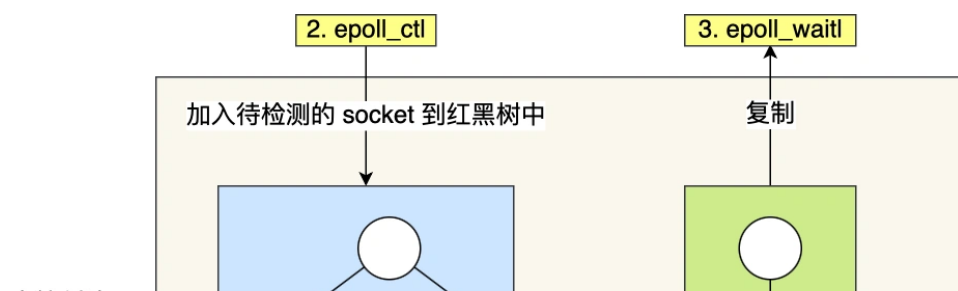 2. epoll_ctl
3. epoll_waitl
加入待检测的 socket 到红黑树中
复制